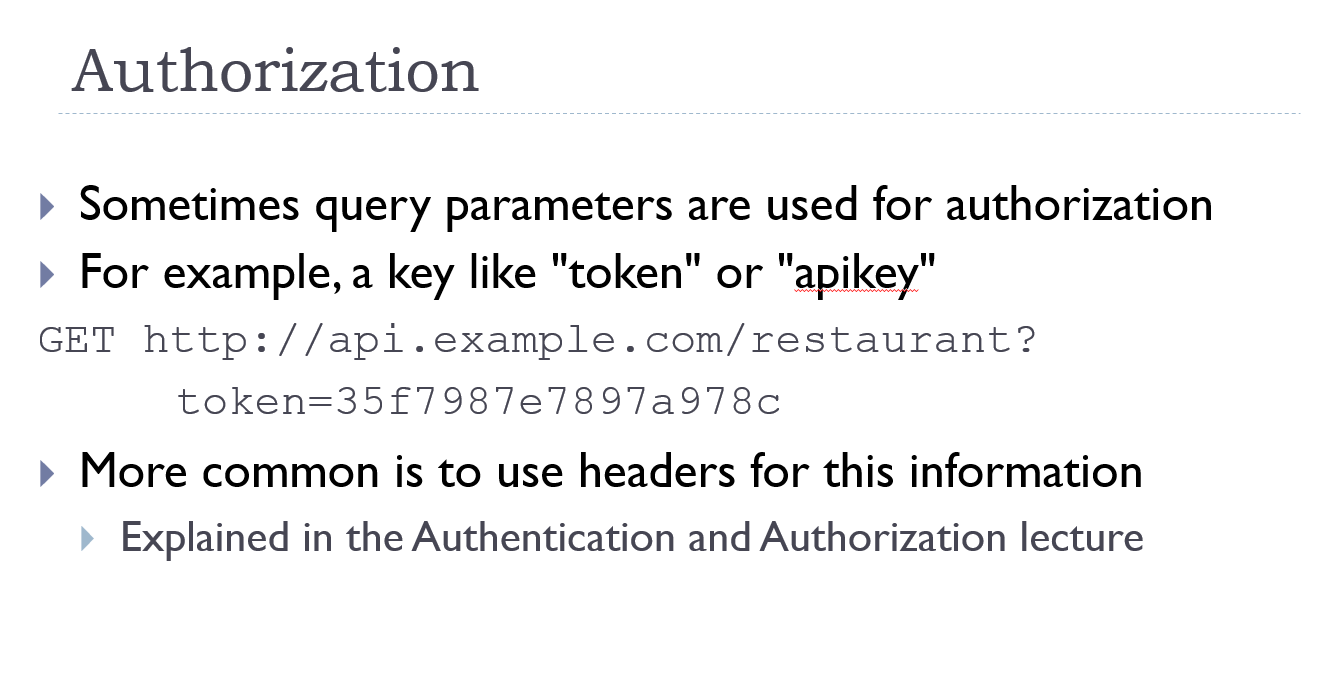 Authorization
Sometimes query parameters are used for authorization
For example, a key like "token" or "apikey"
GET http://api.example.com/restaurant?
token=35f7987e7897a978c
More common is to use headers for this information
Explained in the Authentication and Authorization lecture